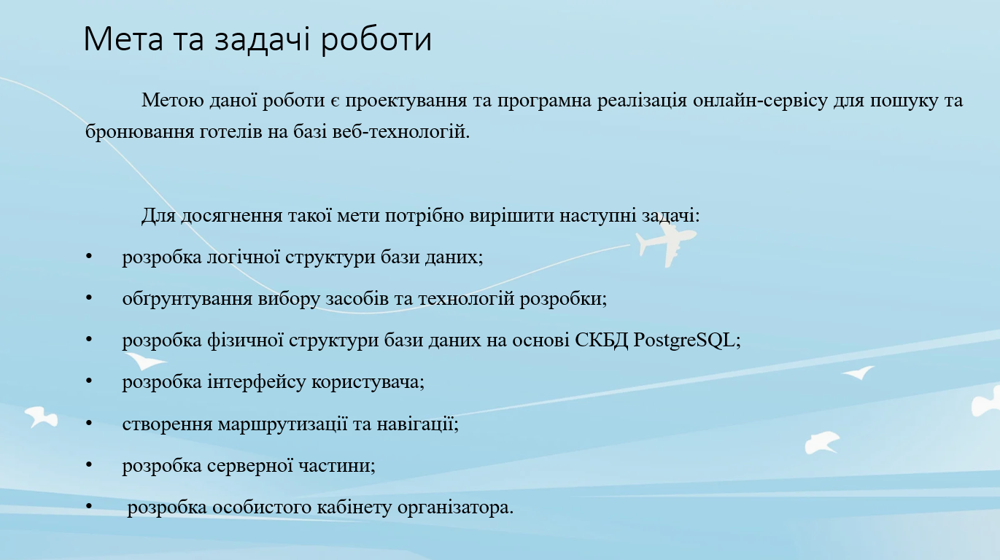 Мета та задачі роботи
Метою даної роботи є проектування та програмна реалізація онлайн-сервісу для пошуку та
бронювання готелів на базі веб-технологій.
Для досягнення такої мети потрібно вирішити наступні задачі:
• розробка логічної структури бази даних;
• обґрунтування вибору засобів та технологій розробки;
• розробка фізичної структури бази даних на основі СКБД PostgreSQL;
• розробка інтерфейсу користувача;
• створення маршрутизації та навігації;
• розробка серверної частини;
• розробка особистого кабінету організатора.